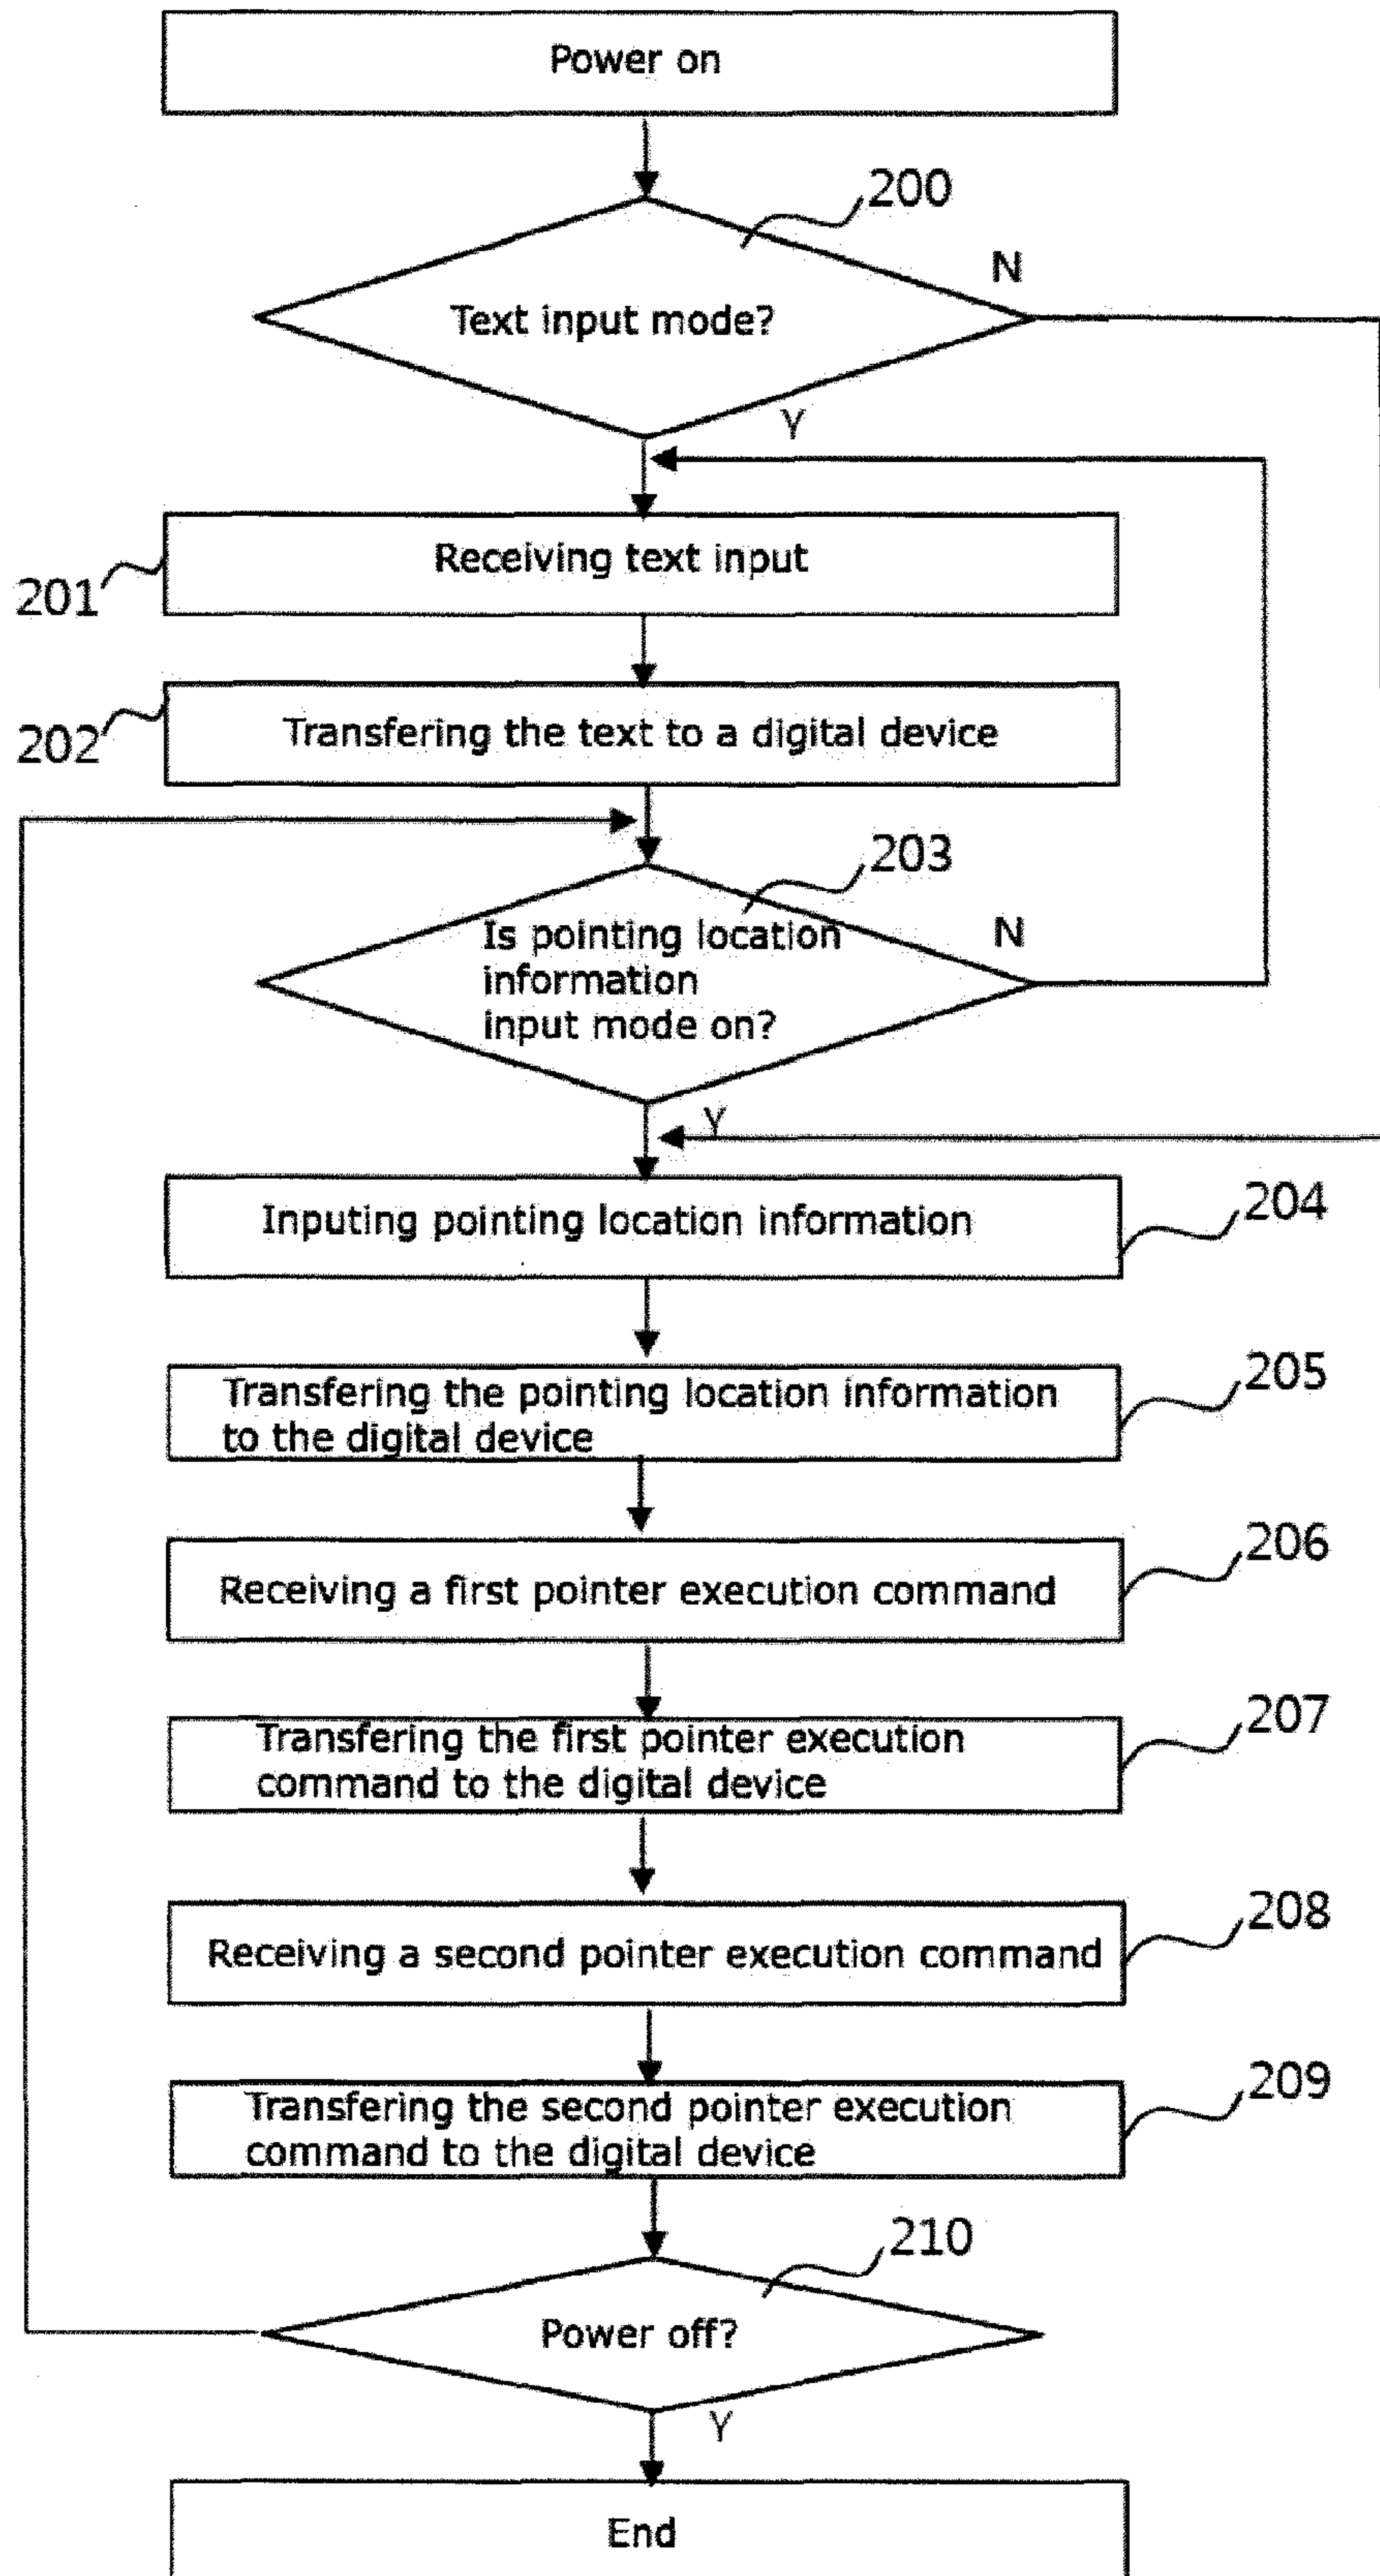 Power on
200
N
Text input mode?
Y
Receiving text input
201
Transfering the text to a digital device
202
203
Is pointing location
information
input mode on?
N
Y
Inputing pointing location information
204
Transfering the pointing location information
to the digital device
205
Receiving a first pointer execution command
206
Transfering the first pointer execution
command to the digital device
207
Receiving a second pointer execution command
208
Transfering the second pointer execution
command to the digital device
209
210
Power off?
Y
End